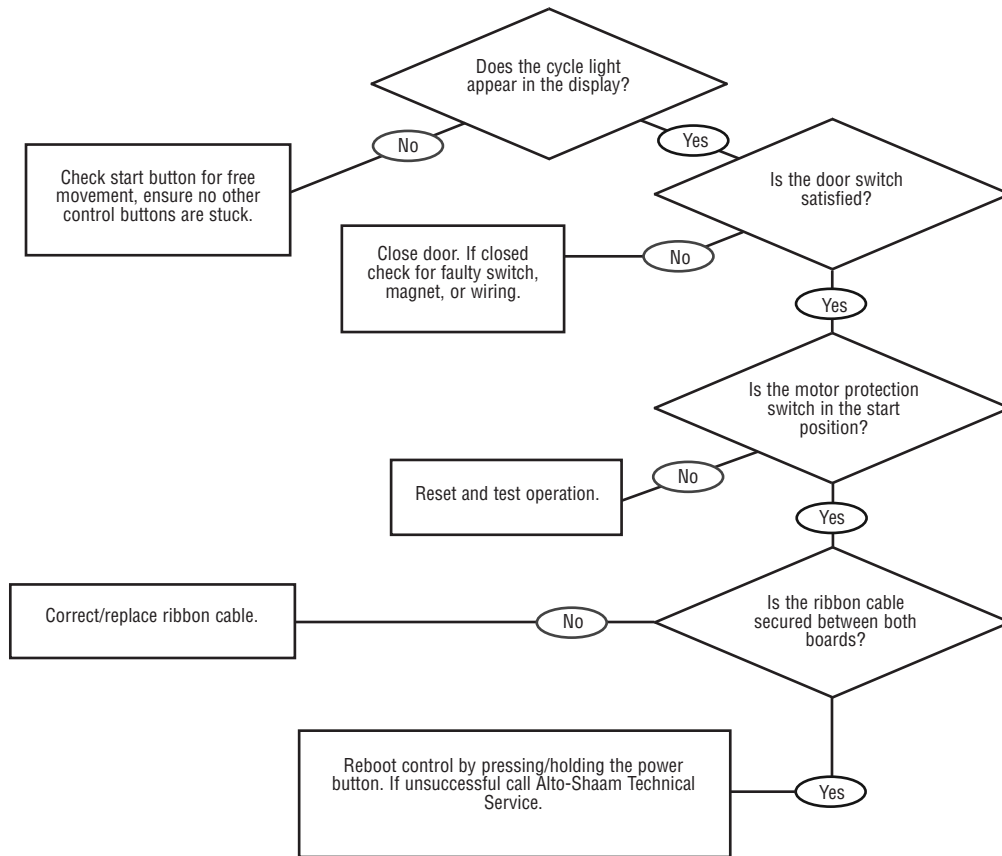 Does the cycle light
appear in the display?
No
Yes
Check start button for free
movement, ensure no other
control buttons are stuck.
Is the door switch
satisfied?
No
Close door. If closed
check for faulty switch,
magnet, or wiring.
Yes
Is the motor protection
switch in the start
position?
No
Reset and test operation.
Yes
Is the ribbon cable
secured between both
boards?
No
Correct/replace ribbon cable.
Yes
Reboot control by pressing/holding the power
button. If unsuccessful call Alto-Shaam Technical
Service.